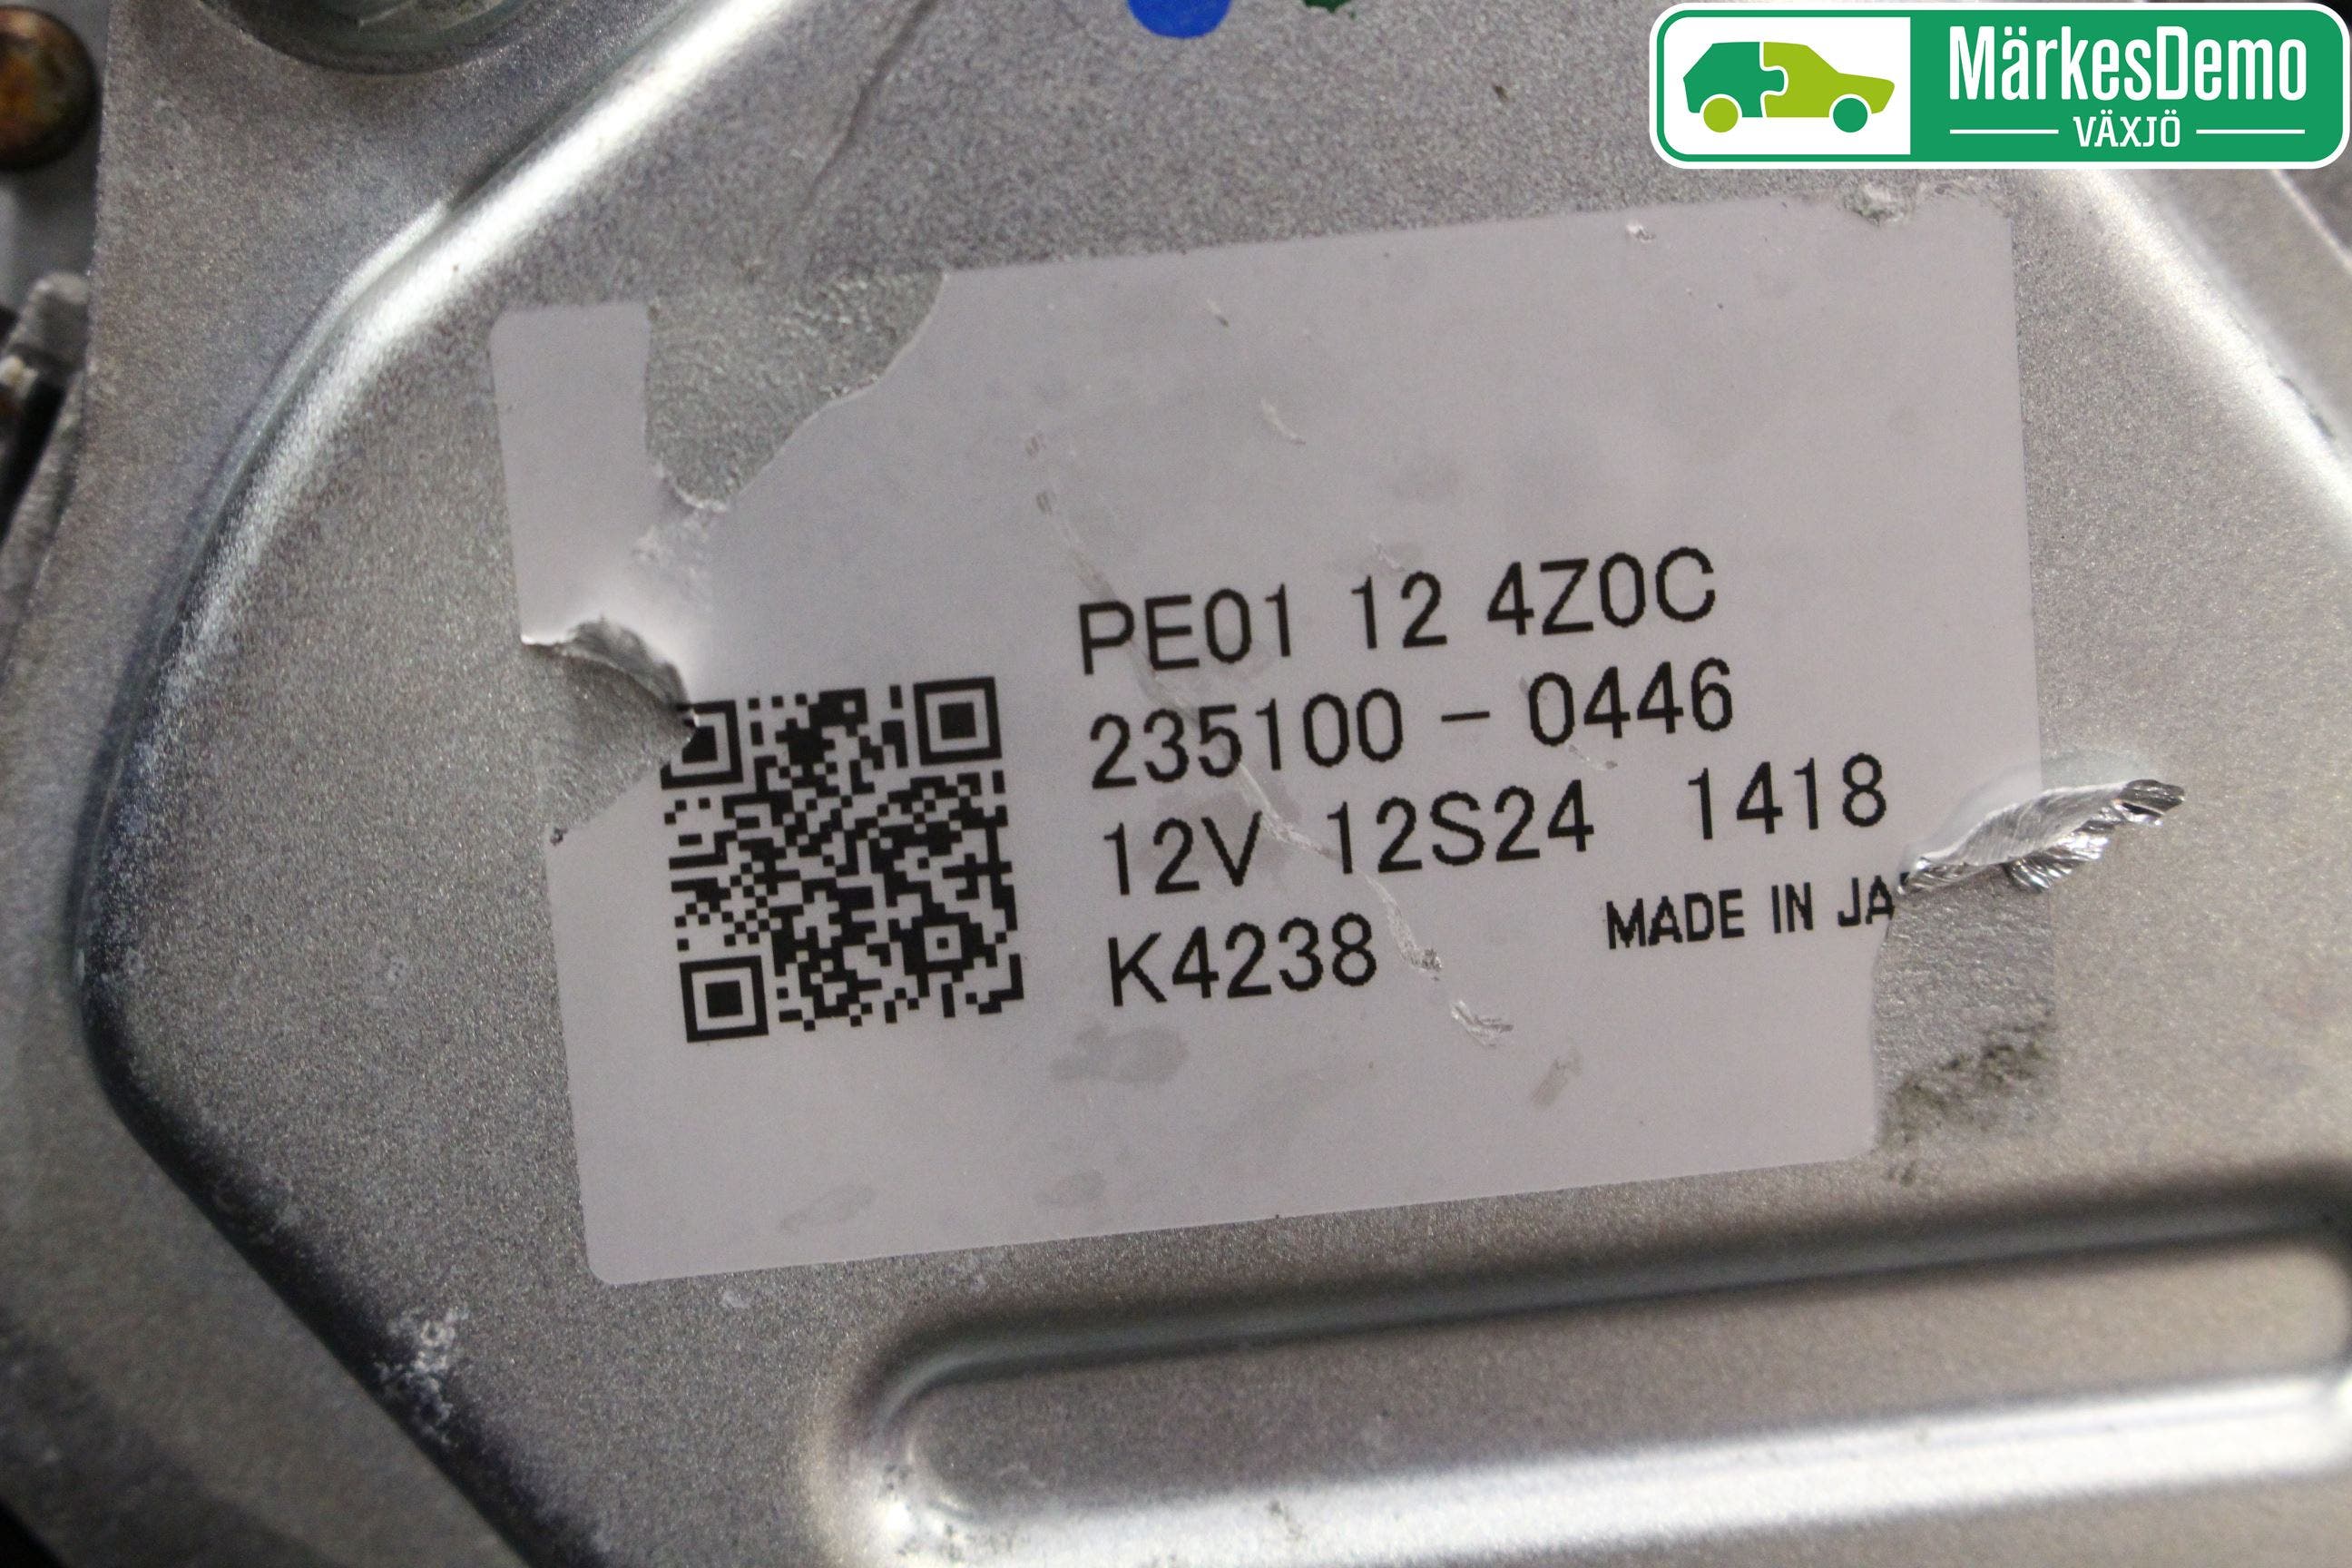 MärkesDemo
VÄXJÖ
PE01 12 4Z0C
235100-0446
12V 12S24 1418
K4238
MADE IN JA